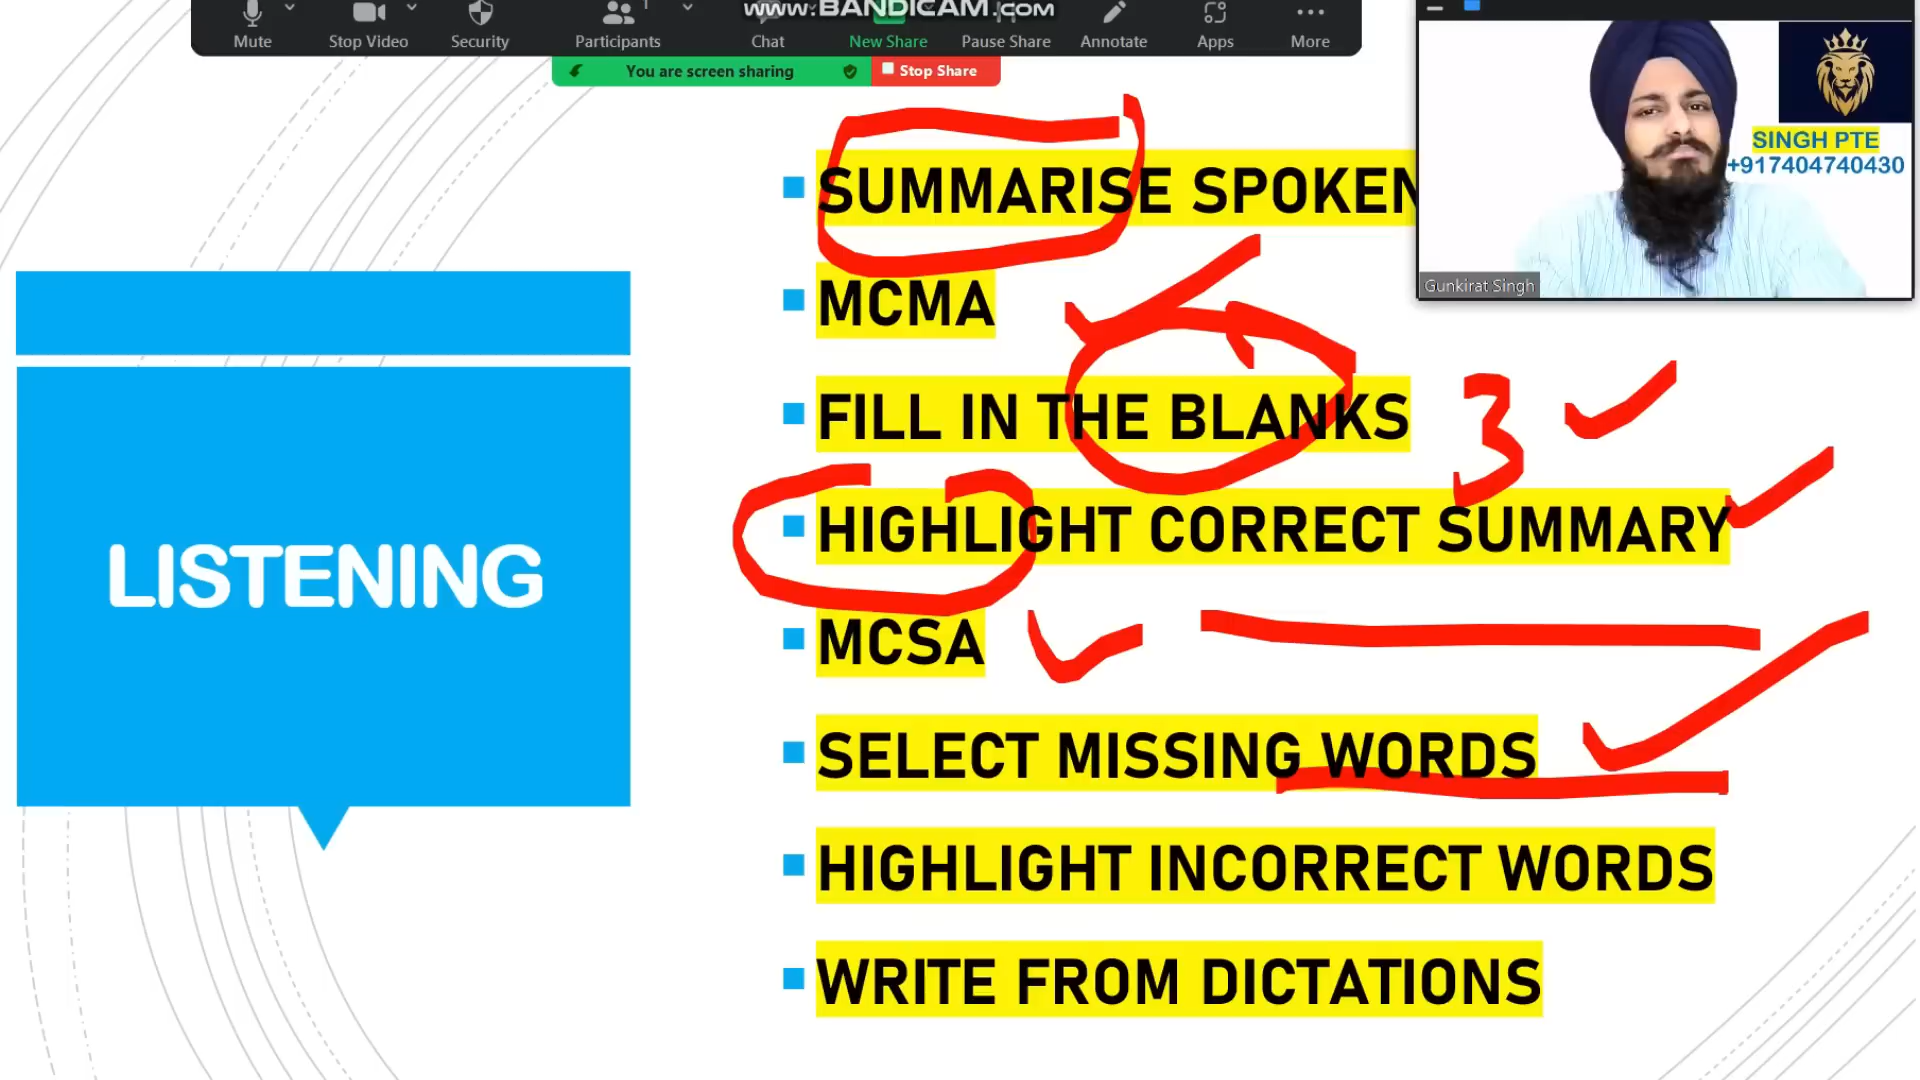 www.BANDICAM.com
Mute
Stop Video
Security
1
Participants
Chat
New Share
Pause Share
Annotate
Apps
More
You are screen sharing
Stop Share
SINGH PTE
+917404740430
Gunkirat Singh
LISTENING
SUMMARISE SPOKEN
MCMA
FILL IN THE BLANKS 3
HIGHLIGHT CORRECT SUMMARY
MCSA
SELECT MISSING WORDS
HIGHLIGHT INCORRECT WORDS
WRITE FROM DICTATIONS